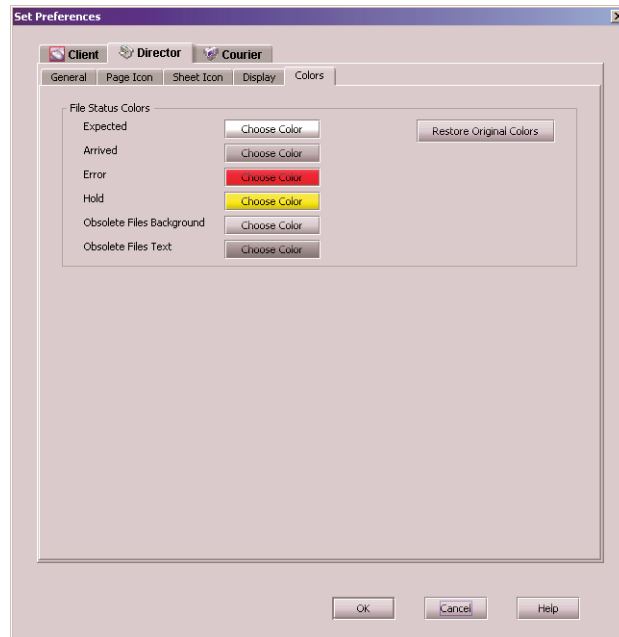 Set Preferences
Client Director Courier
General Page Icon Sheet Icon Display Colors
File Status Colors
Expected Choose Color Restore Original Colors
Arrived Choose Color
Error Choose Color
Hold Choose Color
Obsolete Files Background Choose Color
Obsolete Files Text Choose Color
OK Cancel Help